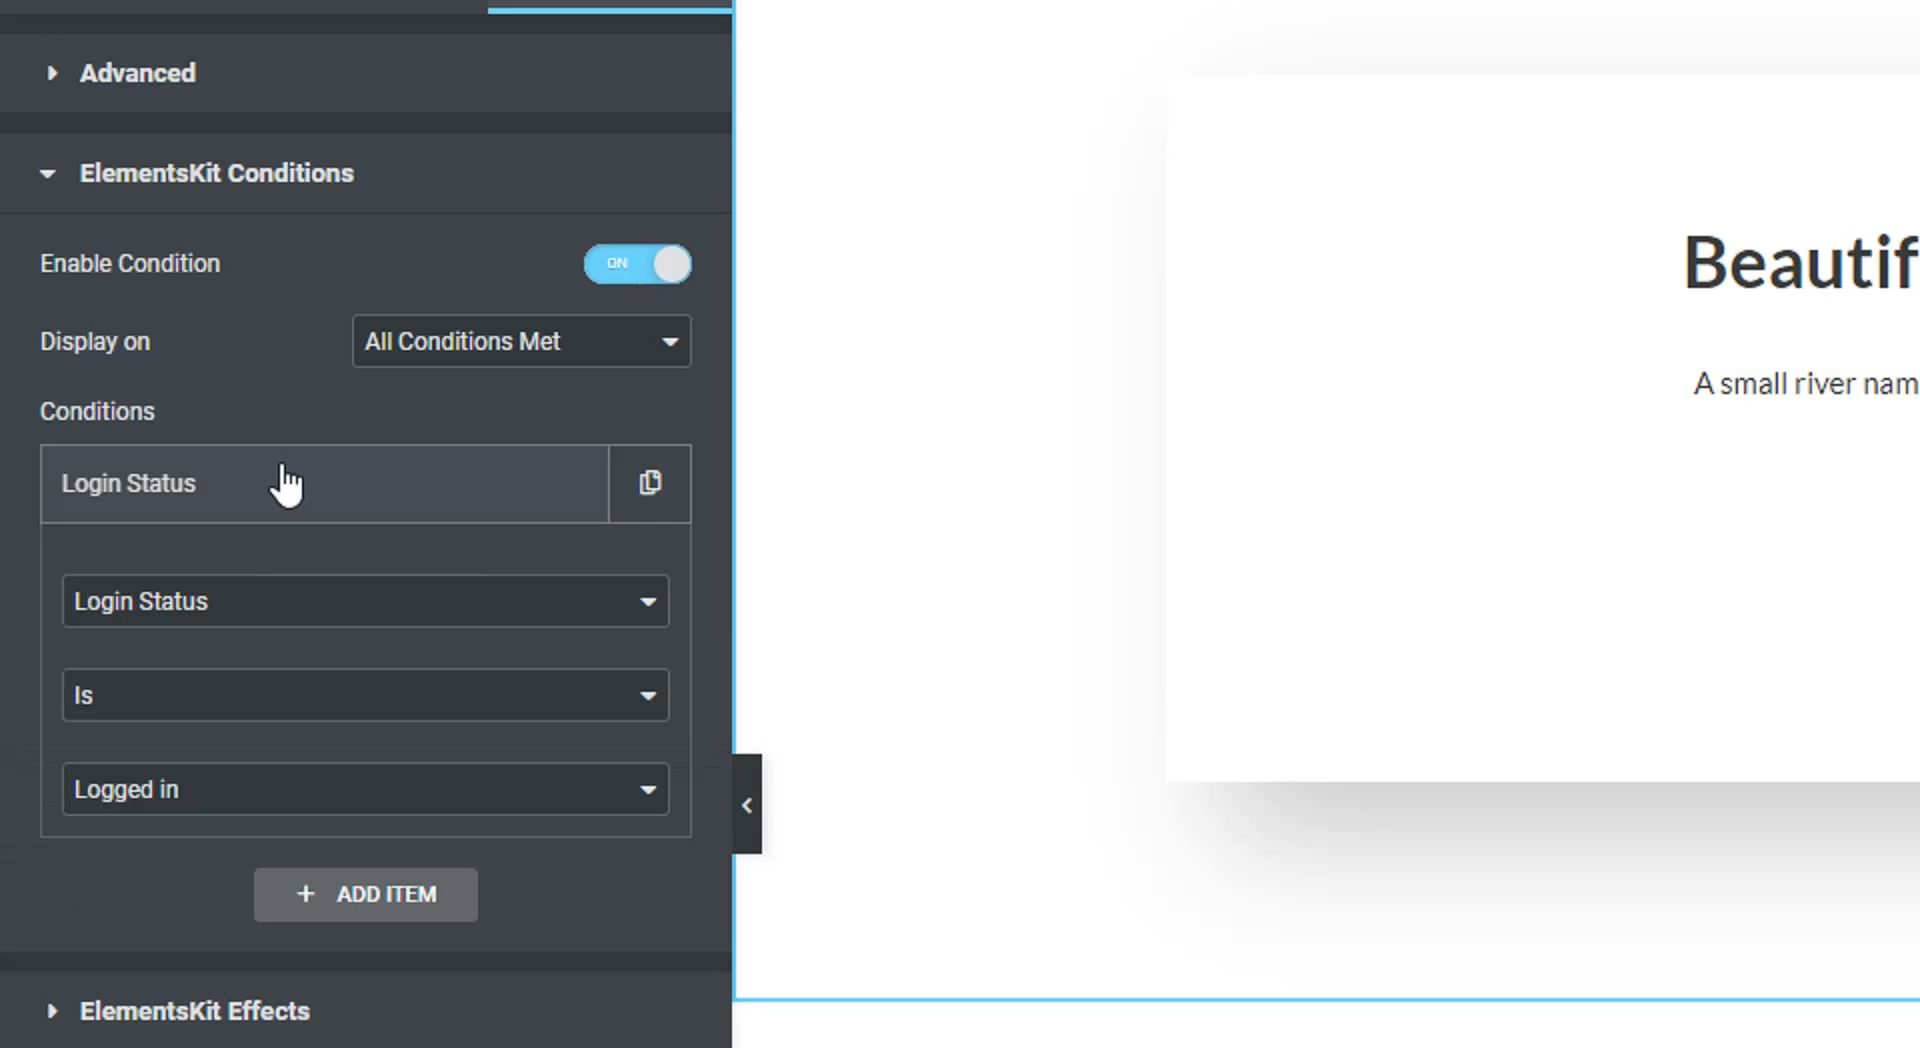 Advanced
ElementsKit Conditions
Enable Condition
ON
Display on
All Conditions Met
Conditions
Login Status
Login Status
Is
Logged in
+ ADD ITEM
ElementsKit Effects
Beautif
A small river nam